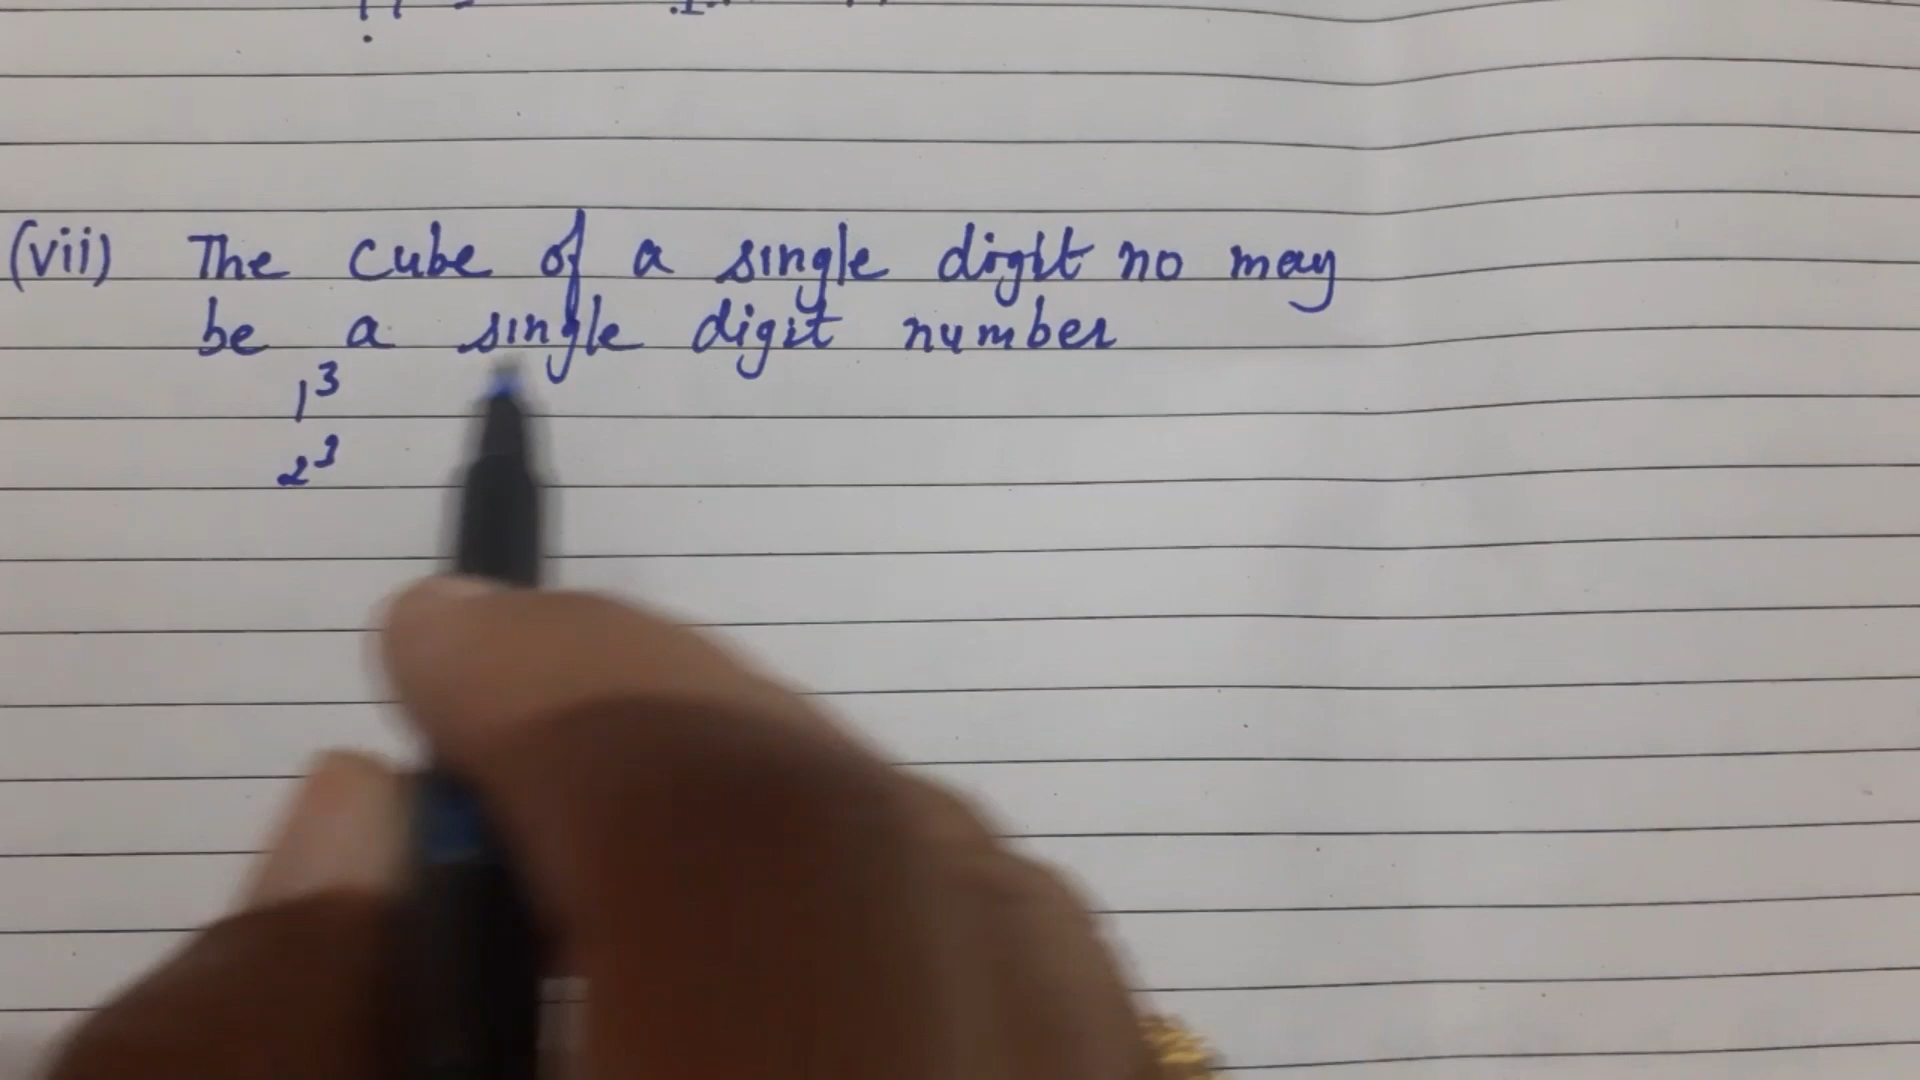 (vii) The cube of a single digit no may
be a single digit number
1³
2³